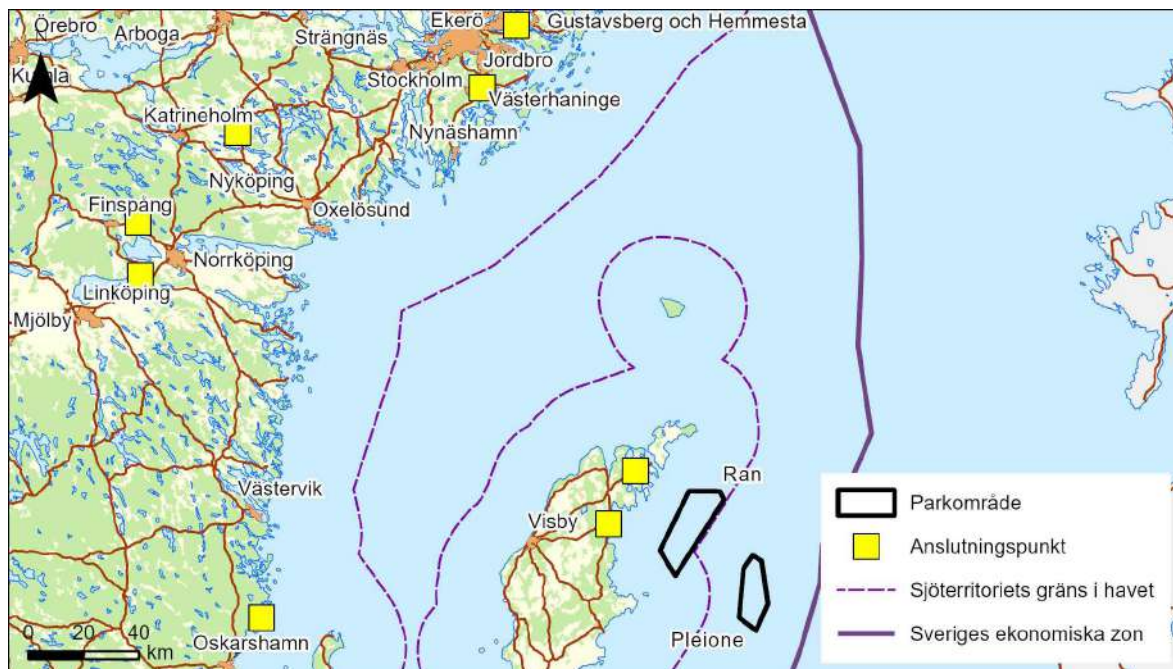 Örebro
Arboga
Ekerö
Gustavsberg och Hemmesta
Strängnäs
Kumla
Stockholm
Jordbro
Västerhaninge
Katrineholm
Nynäshamn
Nyköping
Finspång
Oxelösund
Norrköping
Linköping
Mjölby
Västervik
Visby
Ran
Pleione
Oskarshamn
0 20 40
km
Parkområde
Anslutningspunkt
Sjöterritoriets gräns i havet
Sveriges ekonomiska zon